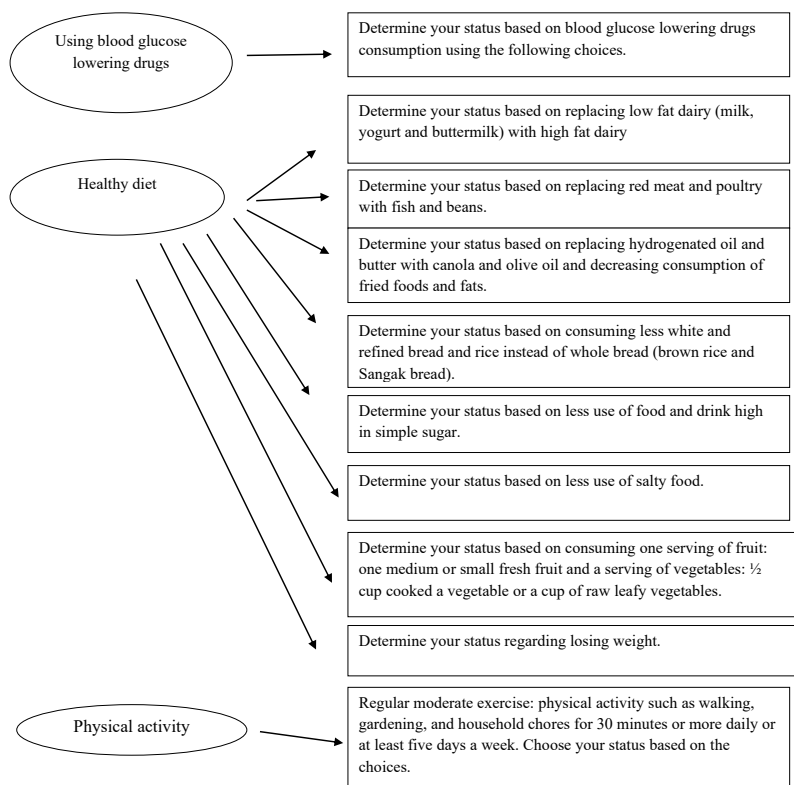 Using blood glucose
lowering drugs
Determine your status based on blood glucose lowering drugs
consumption using the following choices.
Determine your status based on replacing low fat dairy (milk,
yogurt and buttermilk) with high fat dairy
Healthy diet
Determine your status based on replacing red meat and poultry
with fish and beans.
Determine your status based on replacing hydrogenated oil and
butter with canola and olive oil and decreasing consumption of
fried foods and fats.
Determine your status based on consuming less white and
refined bread and rice instead of whole bread (brown rice and
Sangak bread).
Determine your status based on less use of food and drink high
in simple sugar.
Determine your status based on less use of salty food.
Determine your status based on consuming one serving of fruit:
one medium or small fresh fruit and a serving of vegetables: ½
cup cooked a vegetable or a cup of raw leafy vegetables.
Determine your status regarding losing weight.
Physical activity
Regular moderate exercise: physical activity such as walking,
gardening, and household chores for 30 minutes or more daily or
at least five days a week. Choose your status based on the
choices.